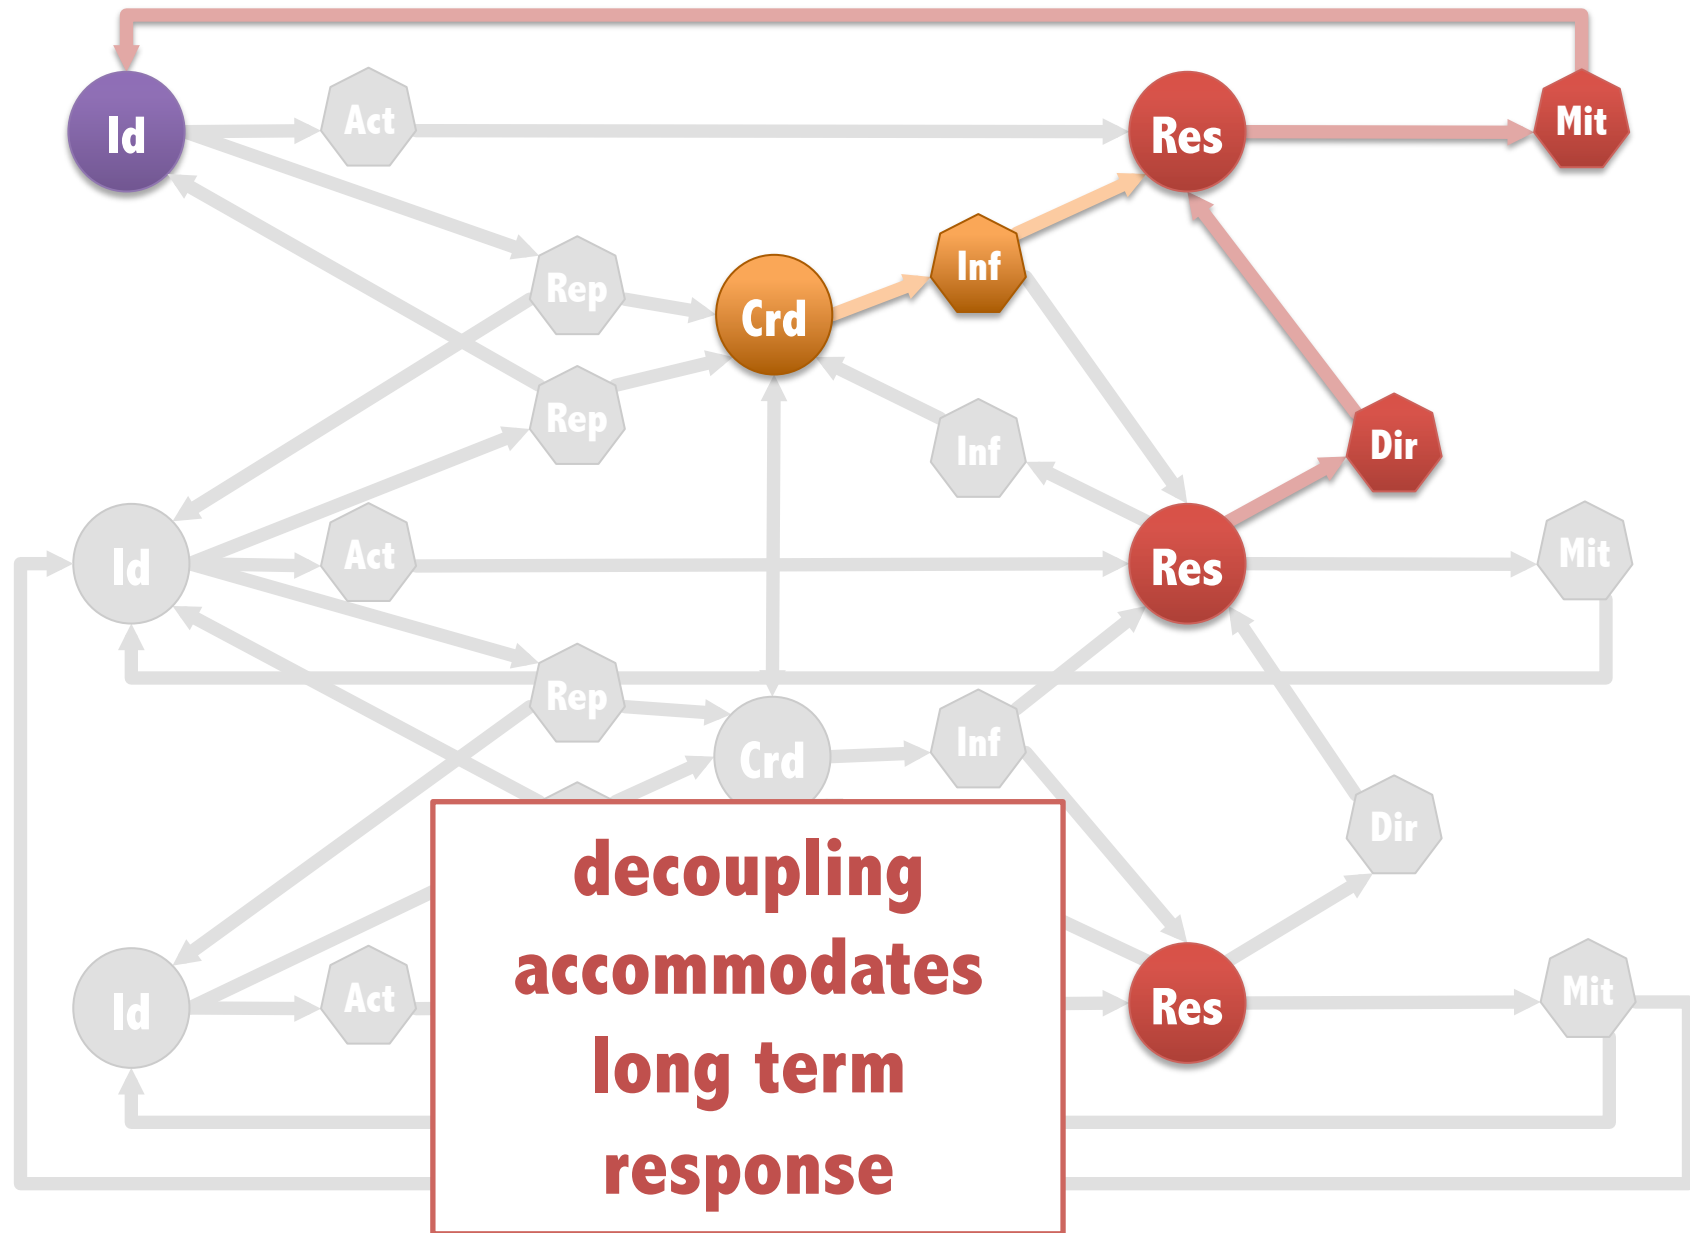 Id
Act
Res
Mit
Rep
Crd
Inf
Rep
Inf
Dir
Id
Act
Res
Mit
Rep
Crd
Inf
Dir
Id
Act
Res
Mit
decoupling
accommodates
long term
response